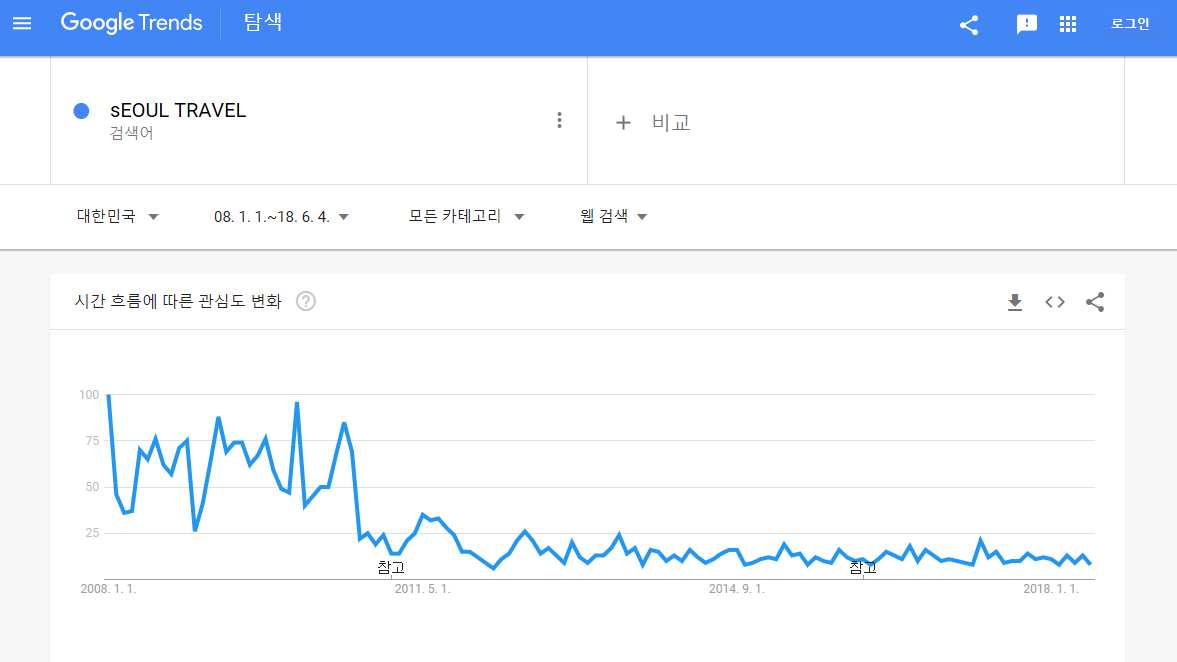 Google Trends 탐색 로그인
sEOUL TRAVEL
검색어
+ 비교
대한민국 08. 1. 1.~18. 6. 4. 모든 카테고리 웹 검색
시간 흐름에 따른 관심도 변화 ?
100
75
50
25
참고 참고
2008. 1. 1. 2011. 5. 1. 2014. 9. 1. 2018. 1. 1.